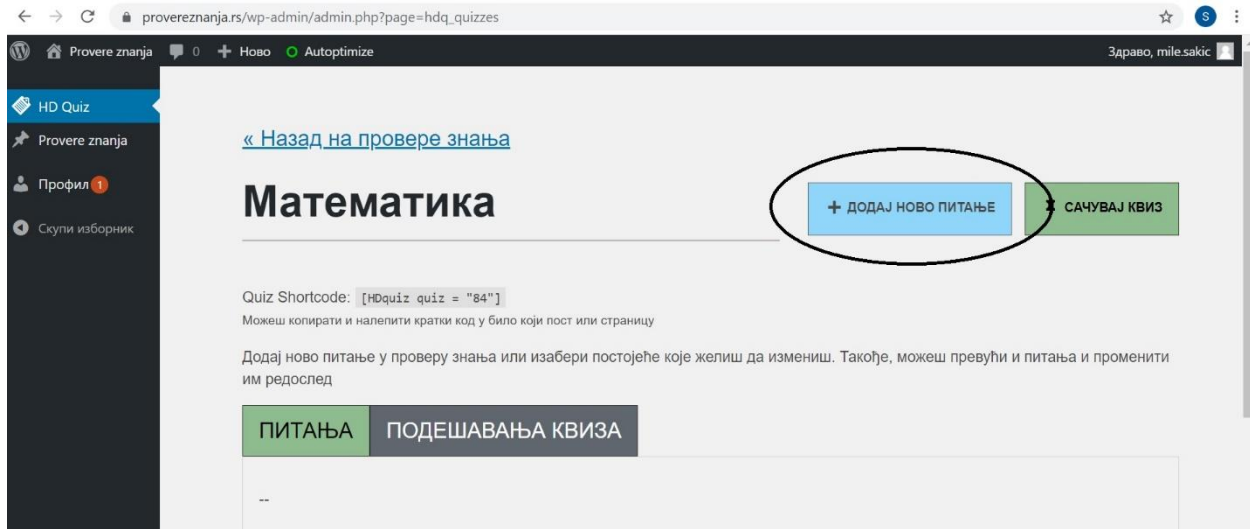 provereznanja.rs/wp-admin/admin.php?page=hdq_quizzes
S
Provere znanja 0 + Ново Autoptimize Здраво, mile.sakic
HD Quiz
Provere znanja
Профил 1
Скупи изборник
« Назад на провере знања
Математика
+ ДОДАЈ НОВО ПИТАЊЕ
САЧУВАЈ КВИЗ
Quiz Shortcode: [HDquiz quiz = "84"]
Можеш копирати и налепити кратки код у било који пост или страницу
Додај ново питање у проверу знања или изабери постојеће које желиш да измениш. Такође, можеш превући и питања и променити
им редослед
ПИТАЊА ПОДЕШАВАЊА КВИЗА
--